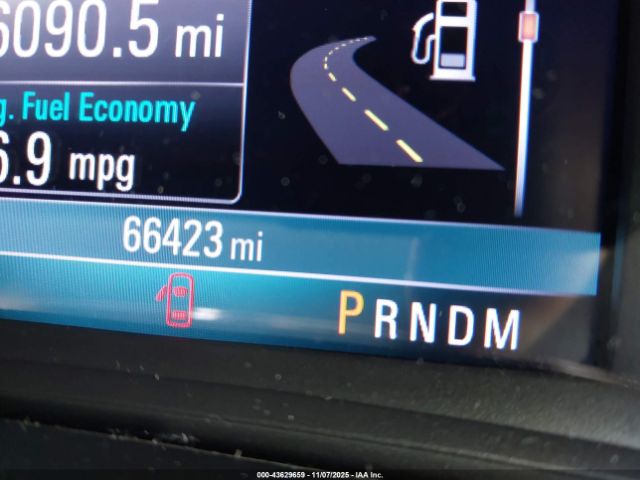 6090.5 mi
g. Fuel Economy
6.9 mpg
66423 mi
PRNDM
000-43629659 - 11/07/2025 - IAA Inc.